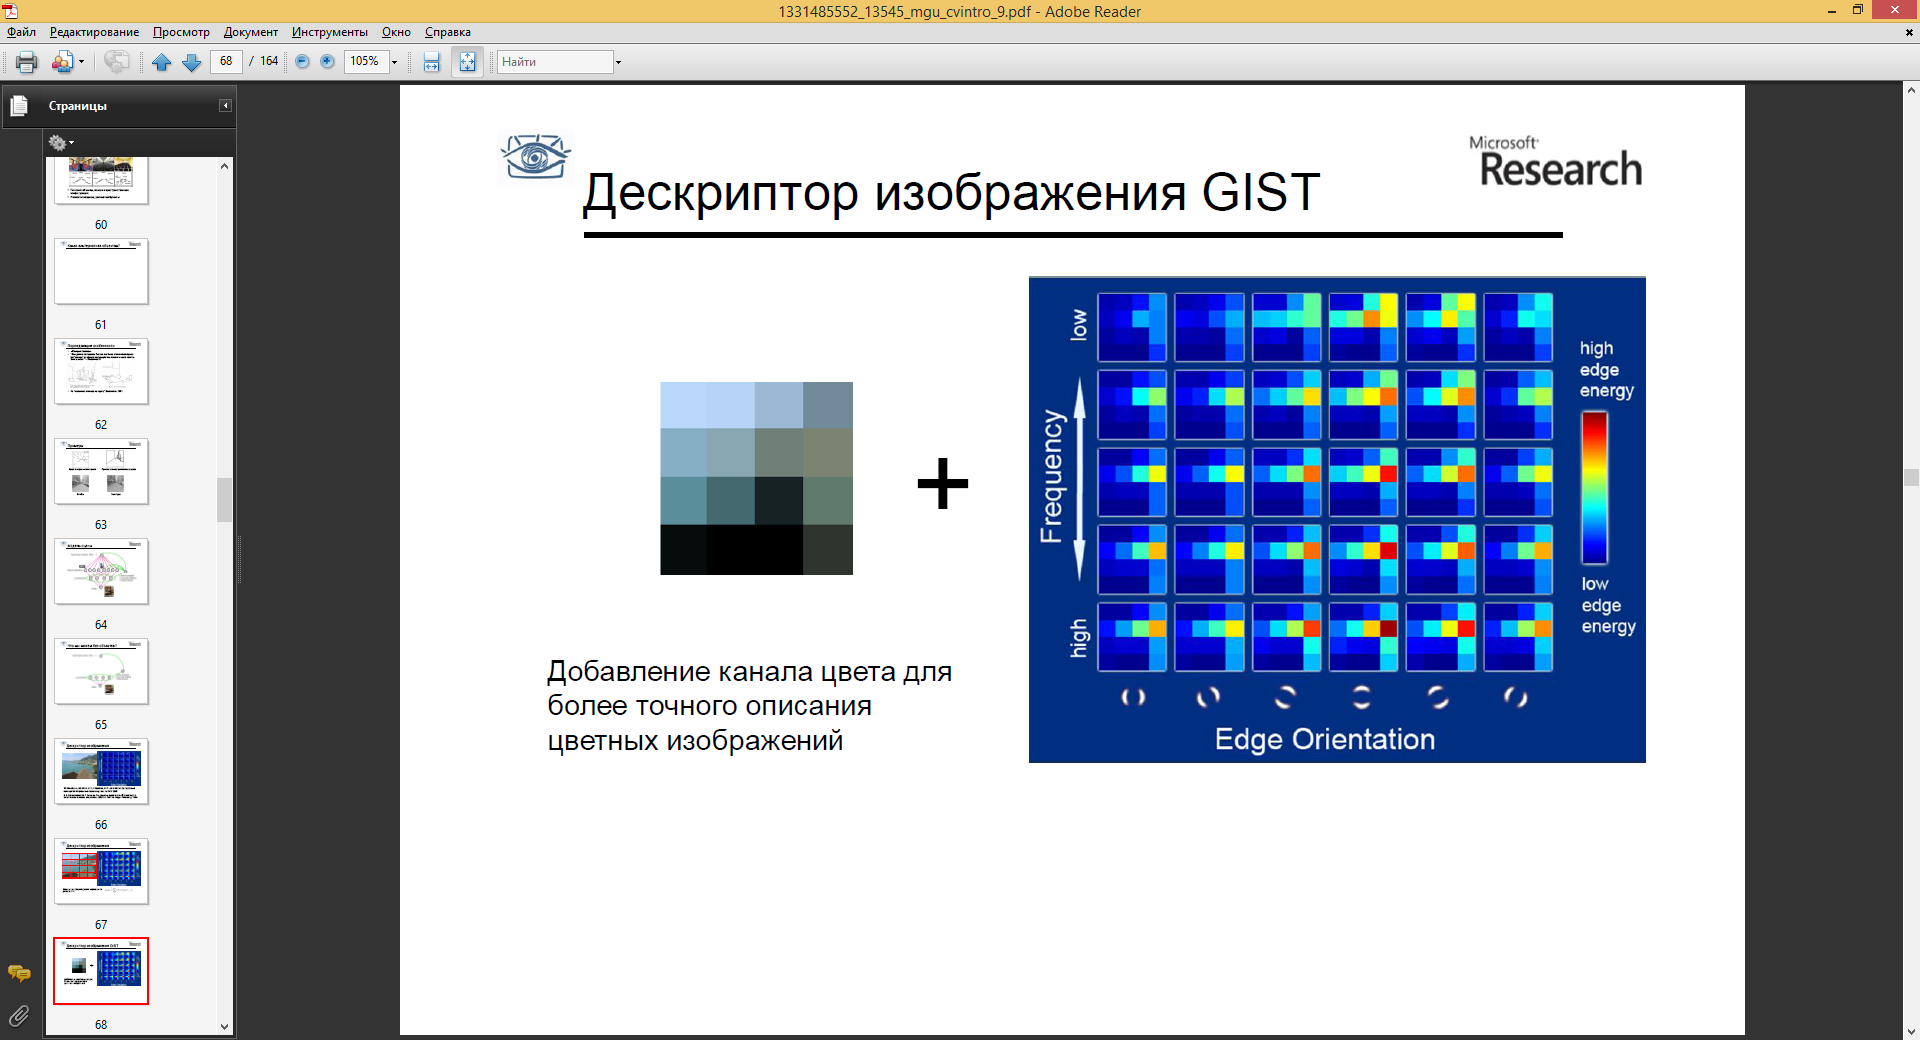 1331485552_13545_mgu_cvintro_9.pdf - Adobe Reader
Файл Редактирование Просмотр Документ Инструменты Окно Справка
68 / 164 105% Найти
Страницы
60
61
62
63
64
65
66
67
68
Microsoft
Research
Дескриптор изображения GIST
Добавление канала цвета для
более точного описания
цветных изображений
low
Frequency
high
Edge Orientation
high
edge
energy
low
edge
energy